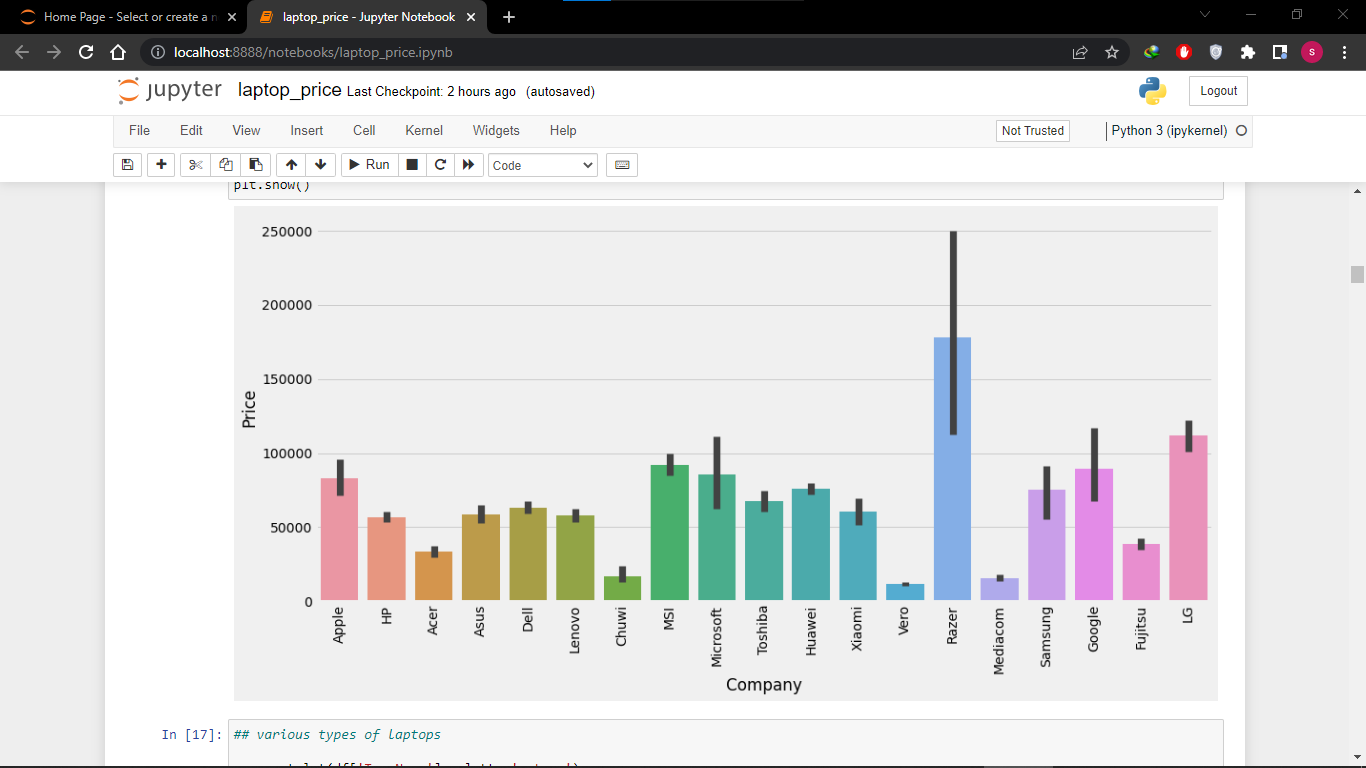 Home Page - Select or create a n
laptop_price - Jupyter Notebook
localhost:8888/notebooks/laptop_price.ipynb
s
jupyter laptop_price Last Checkpoint: 2 hours ago (autosaved)
Logout
File Edit View Insert Cell Kernel Widgets Help
Not Trusted
Python 3 (ipykernel)
Run
Code
plt.show()
250000
200000
150000
100000
50000
0
Price
Apple
HP
Acer
Asus
Dell
Lenovo
Chuwi
MSI
Microsoft
Toshiba
Huawei
Xiaomi
Vero
Razer
Mediacom
Samsung
Google
Fujitsu
LG
Company
In [17]:
## various types of laptops